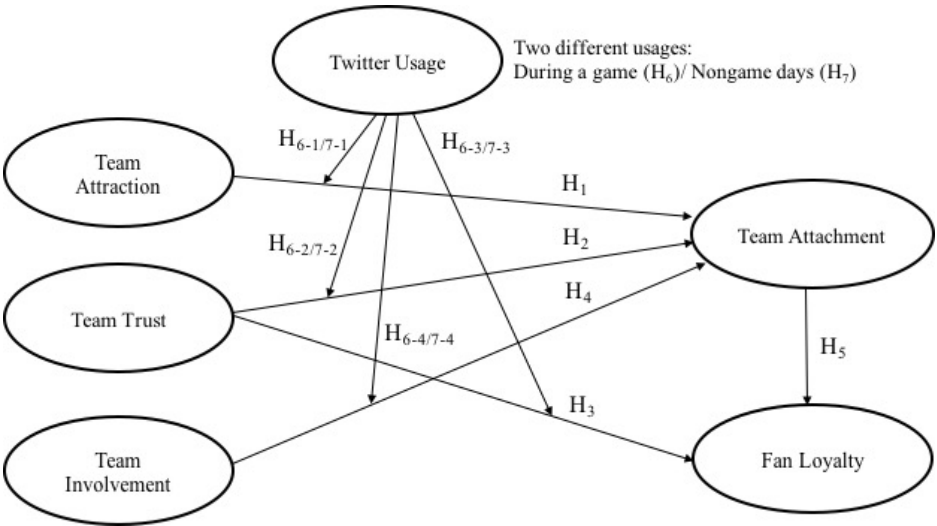 Twitter Usage
Two different usages:
During a game (H₆)/ Nongame days (H₇)
H₆₋₁/₇₋₁
H₆₋₃/₇₋₃
Team
Attraction
H₁
Team Attachment
H₆₋₂/₇₋₂
H₂
H₄
Team Trust
H₆₋₄/₇₋₄
H₅
H₃
Team
Involvement
Fan Loyalty